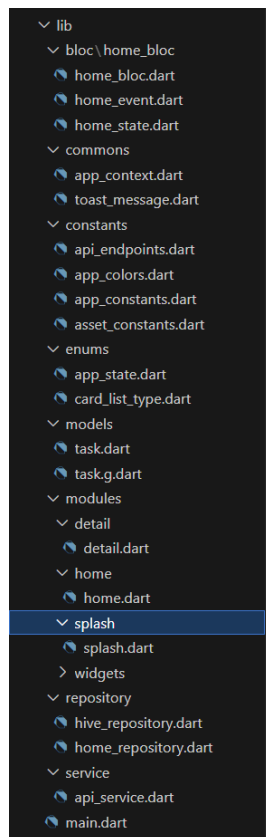 lib
bloc\home_bloc
home_bloc.dart
home_event.dart
home_state.dart
commons
app_context.dart
toast_message.dart
constants
api_endpoints.dart
app_colors.dart
app_constants.dart
asset_constants.dart
enums
app_state.dart
card_list_type.dart
models
task.dart
task.g.dart
modules
detail
detail.dart
home
home.dart
splash
splash.dart
widgets
repository
hive_repository.dart
home_repository.dart
service
api_service.dart
main.dart